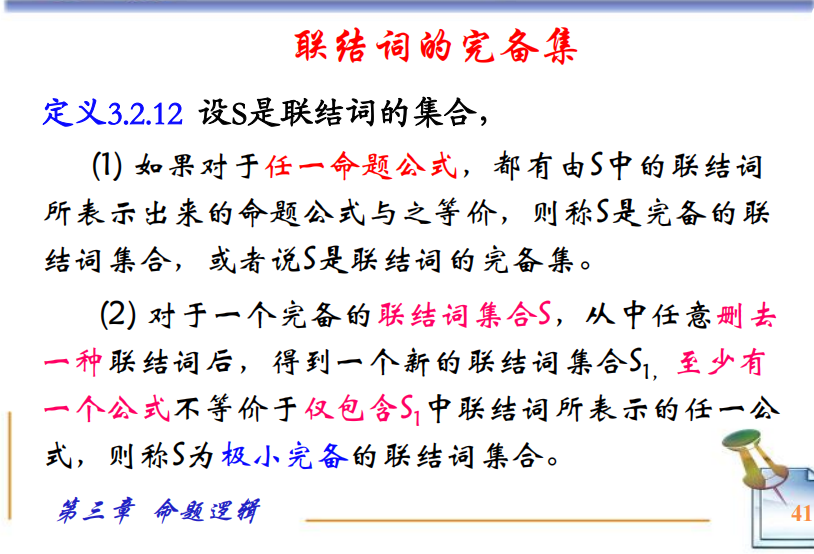 联结词的完备集
定义3.2.12 设S是联结词的集合，
(1) 如果对于任一命题公式，都有由S中的联结词
所表示出来的命题公式与之等价，则称S是完备的联
结词集合，或者说S是联结词的完备集。
(2) 对于一个完备的联结词集合S，从中任意删去
一种联结词后，得到一个新的联结词集合S1，至少有
一个公式不等价于仅包含S1中联结词所表示的任一公
式，则称S为极小完备的联结词集合。
第三章 命题逻辑
41